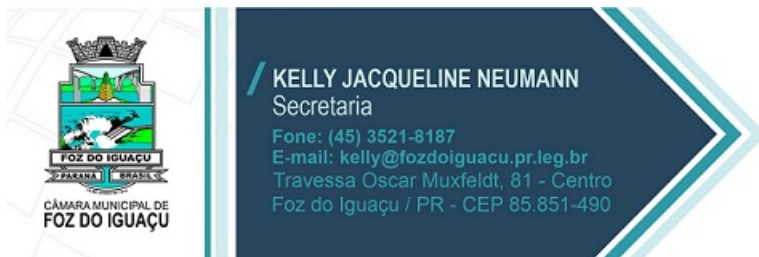 FOZ DO IGUAÇU
PARANÁ BRASIL
CÂMARA MUNICIPAL DE
FOZ DO IGUAÇU
KELLY JACQUELINE NEUMANN
Secretaria
Fone: (45) 3521-8187
E-mail: kelly@fozdoiguacu.pr.leg.br
Travessa Oscar Muxfeldt, 81 - Centro
Foz do Iguaçu / PR - CEP 85.851-490